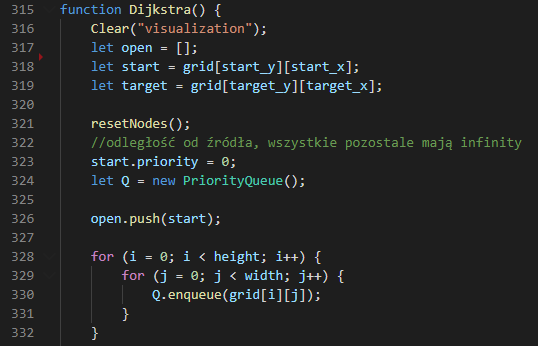 315 function Dijkstra() {
316 Clear("visualization");
317 let open = [];
318 let start = grid[start_y][start_x];
319 let target = grid[target_y][target_x];
320
321 resetNodes();
322 //odległość od źródła, wszystkie pozostale mają infinity
323 start.priority = 0;
324 let Q = new PriorityQueue();
325
326 open.push(start);
327
328 for (i = 0; i < height; i++) {
329 for (j = 0; j < width; j++) {
330 Q.enqueue(grid[i][j]);
331 }
332 }